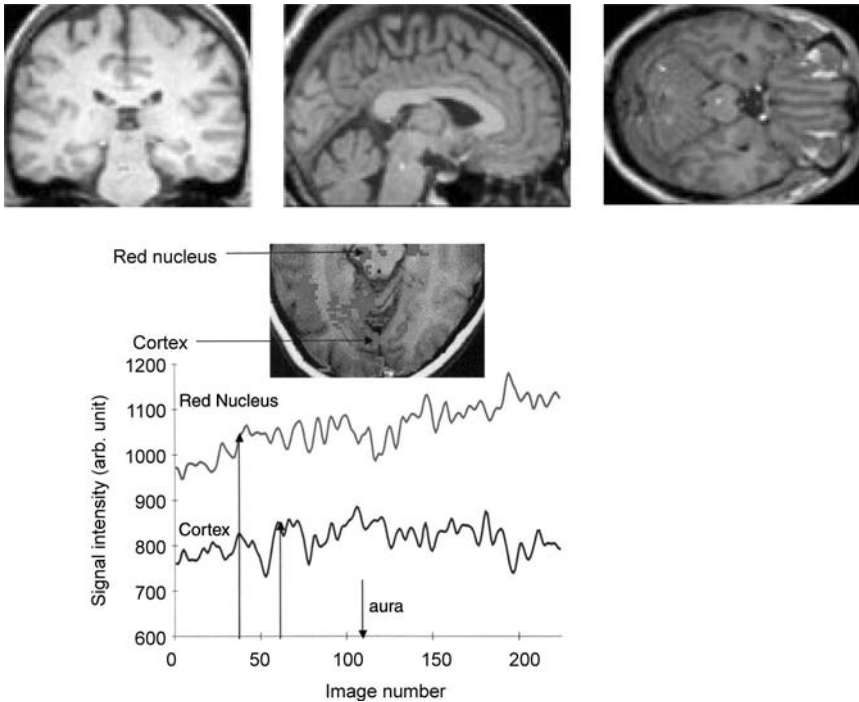 Red nucleus
Cortex
1200
Red Nucleus
1100
1000
900
Cortex
800
700
aura
600
0 50 100 150 200
Signal intensity (arb. unit)
Image number